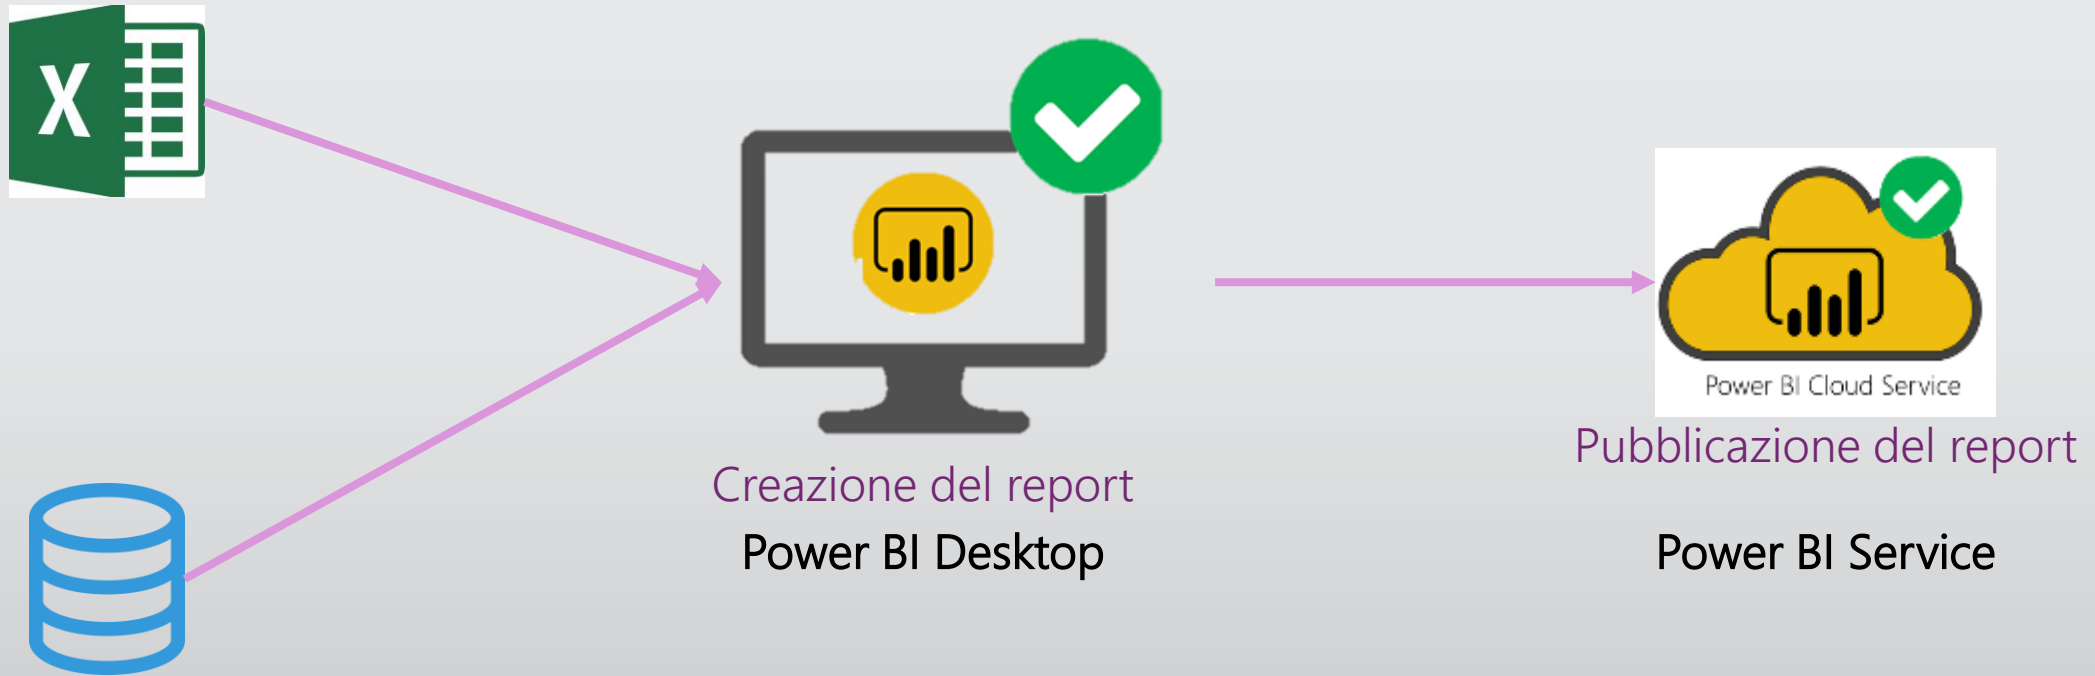 X
Creazione del report
Power BI Desktop
Power BI Cloud Service
Pubblicazione del report
Power BI Service